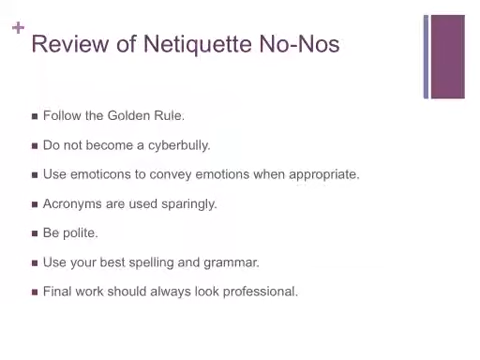 +
Review of Netiquette No-Nos
■ Follow the Golden Rule.
■ Do not become a cyberbully.
■ Use emoticons to convey emotions when appropriate.
■ Acronyms are used sparingly.
■ Be polite.
■ Use your best spelling and grammar.
■ Final work should always look professional.